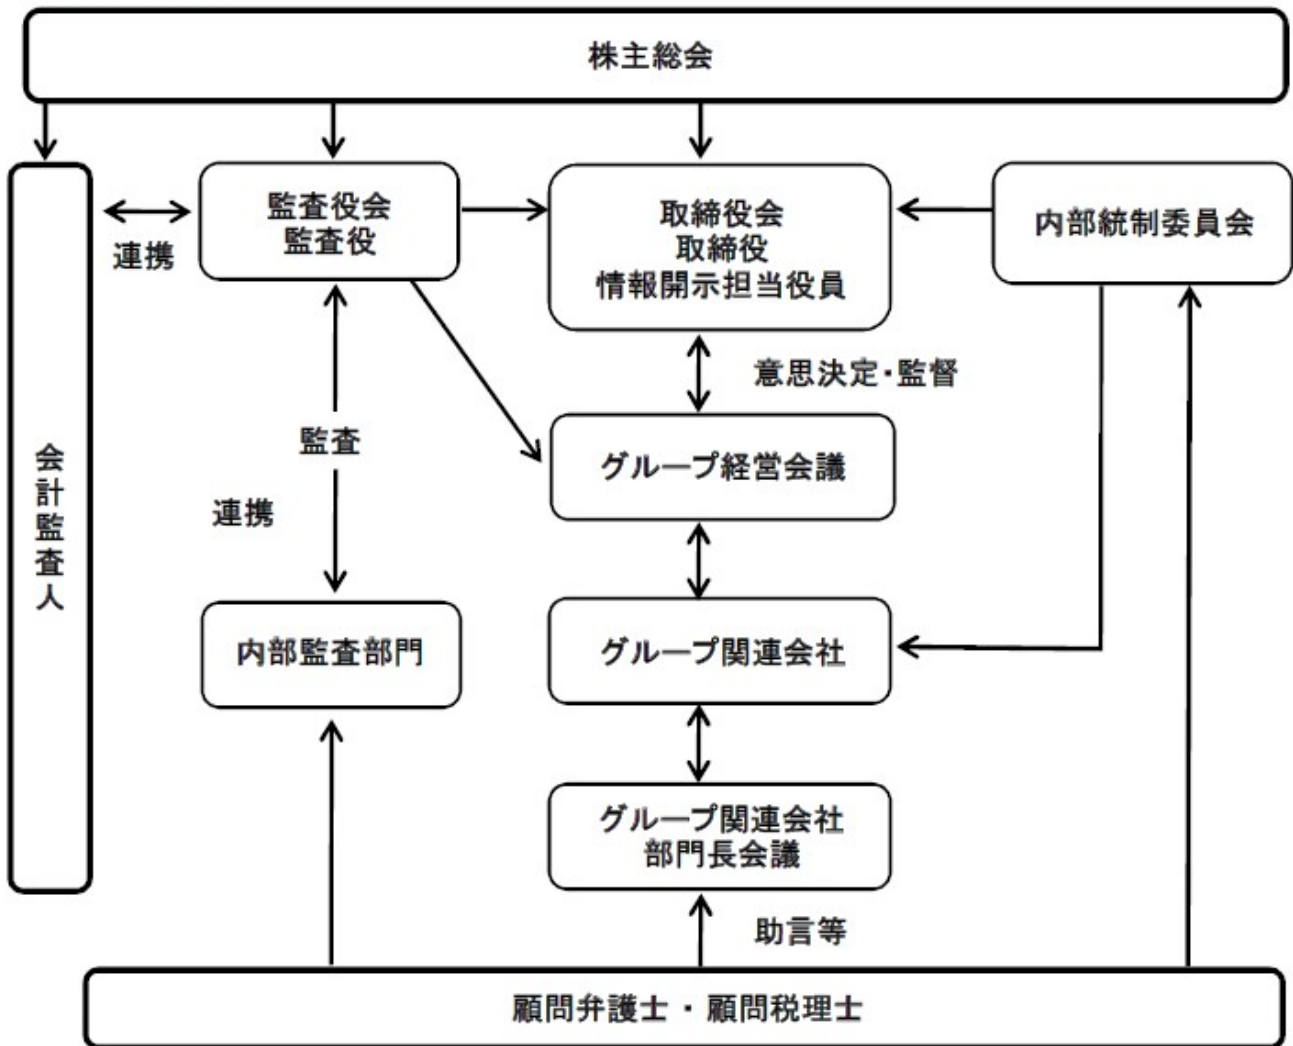 株主総会
監査役会
監査役
取締役会
取締役
情報開示担当役員
内部統制委員会
連携
意思決定・監督
会計監査人
監査
グループ経営会議
連携
内部監査部門
グループ関連会社
グループ関連会社
部門長会議
助言等
顧問弁護士・顧問税理士